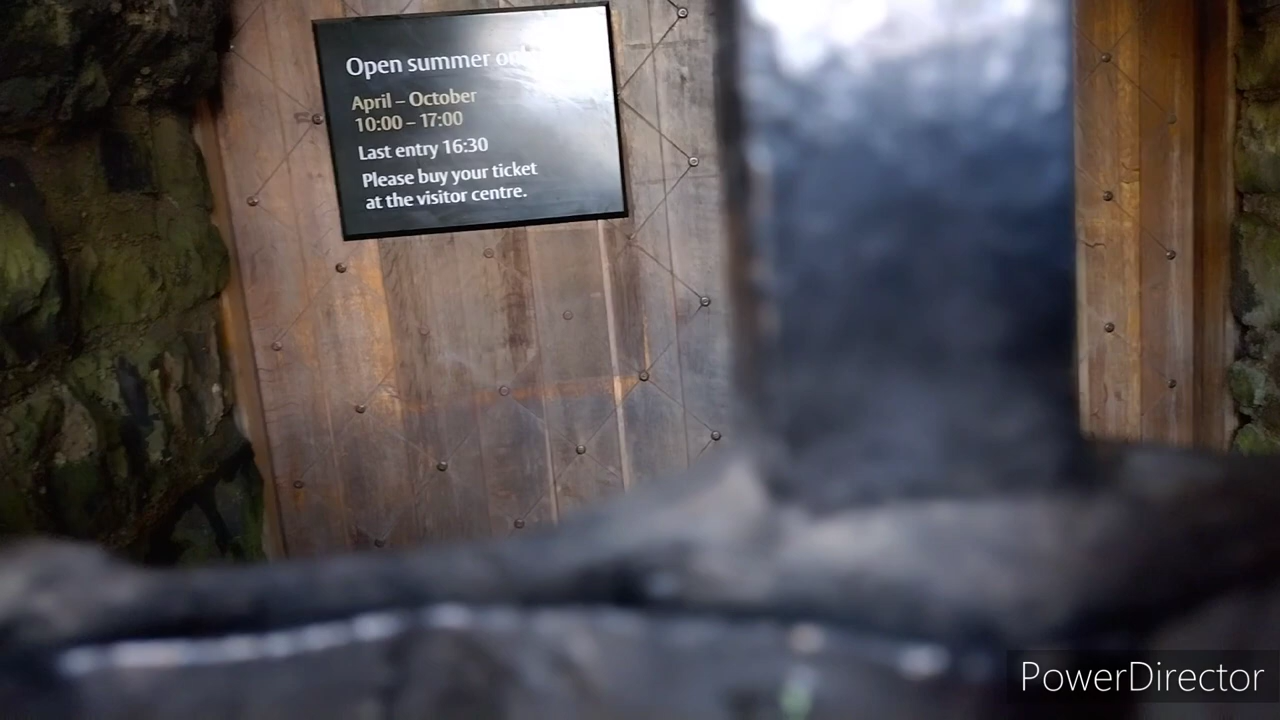 Open summer only
April – October
10:00 – 17:00
Last entry 16:30
Please buy your ticket
at the visitor centre.
PowerDirector